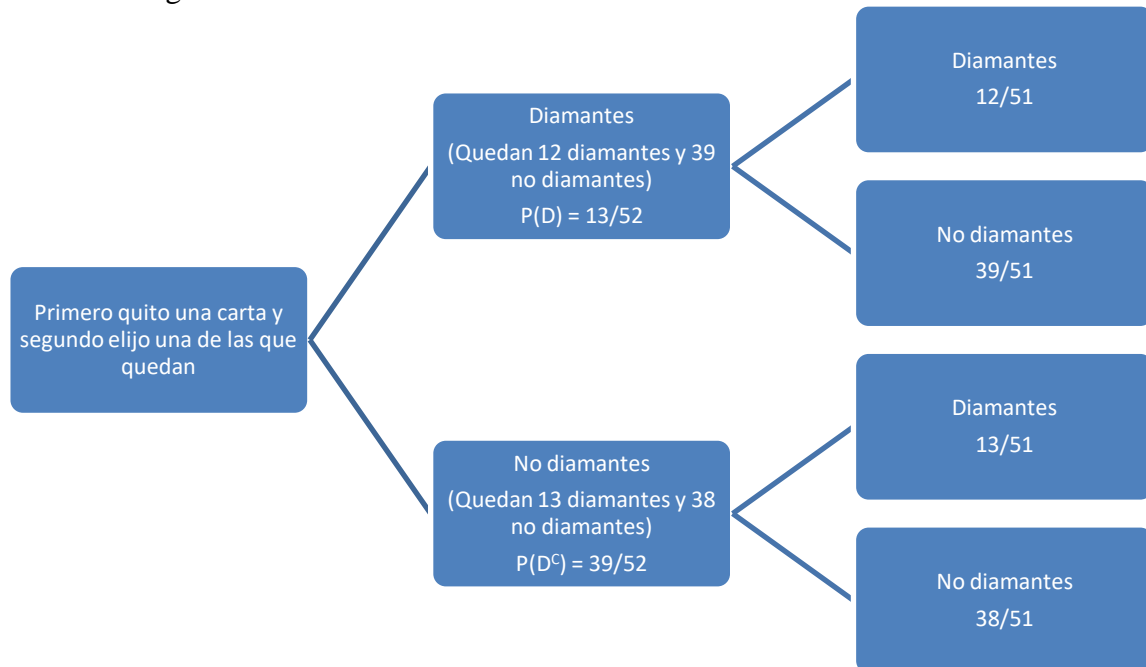 Primero quito una carta y
segundo elijo una de las que
quedan
Diamantes
(Quedan 12 diamantes y 39
no diamantes)
P(D) = 13/52
No diamantes
(Quedan 13 diamantes y 38
no diamantes)
P(Dᶜ) = 39/52
Diamantes
12/51
No diamantes
39/51
Diamantes
13/51
No diamantes
38/51